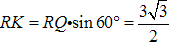 RK = RQ•sin 60° = 3√3/2